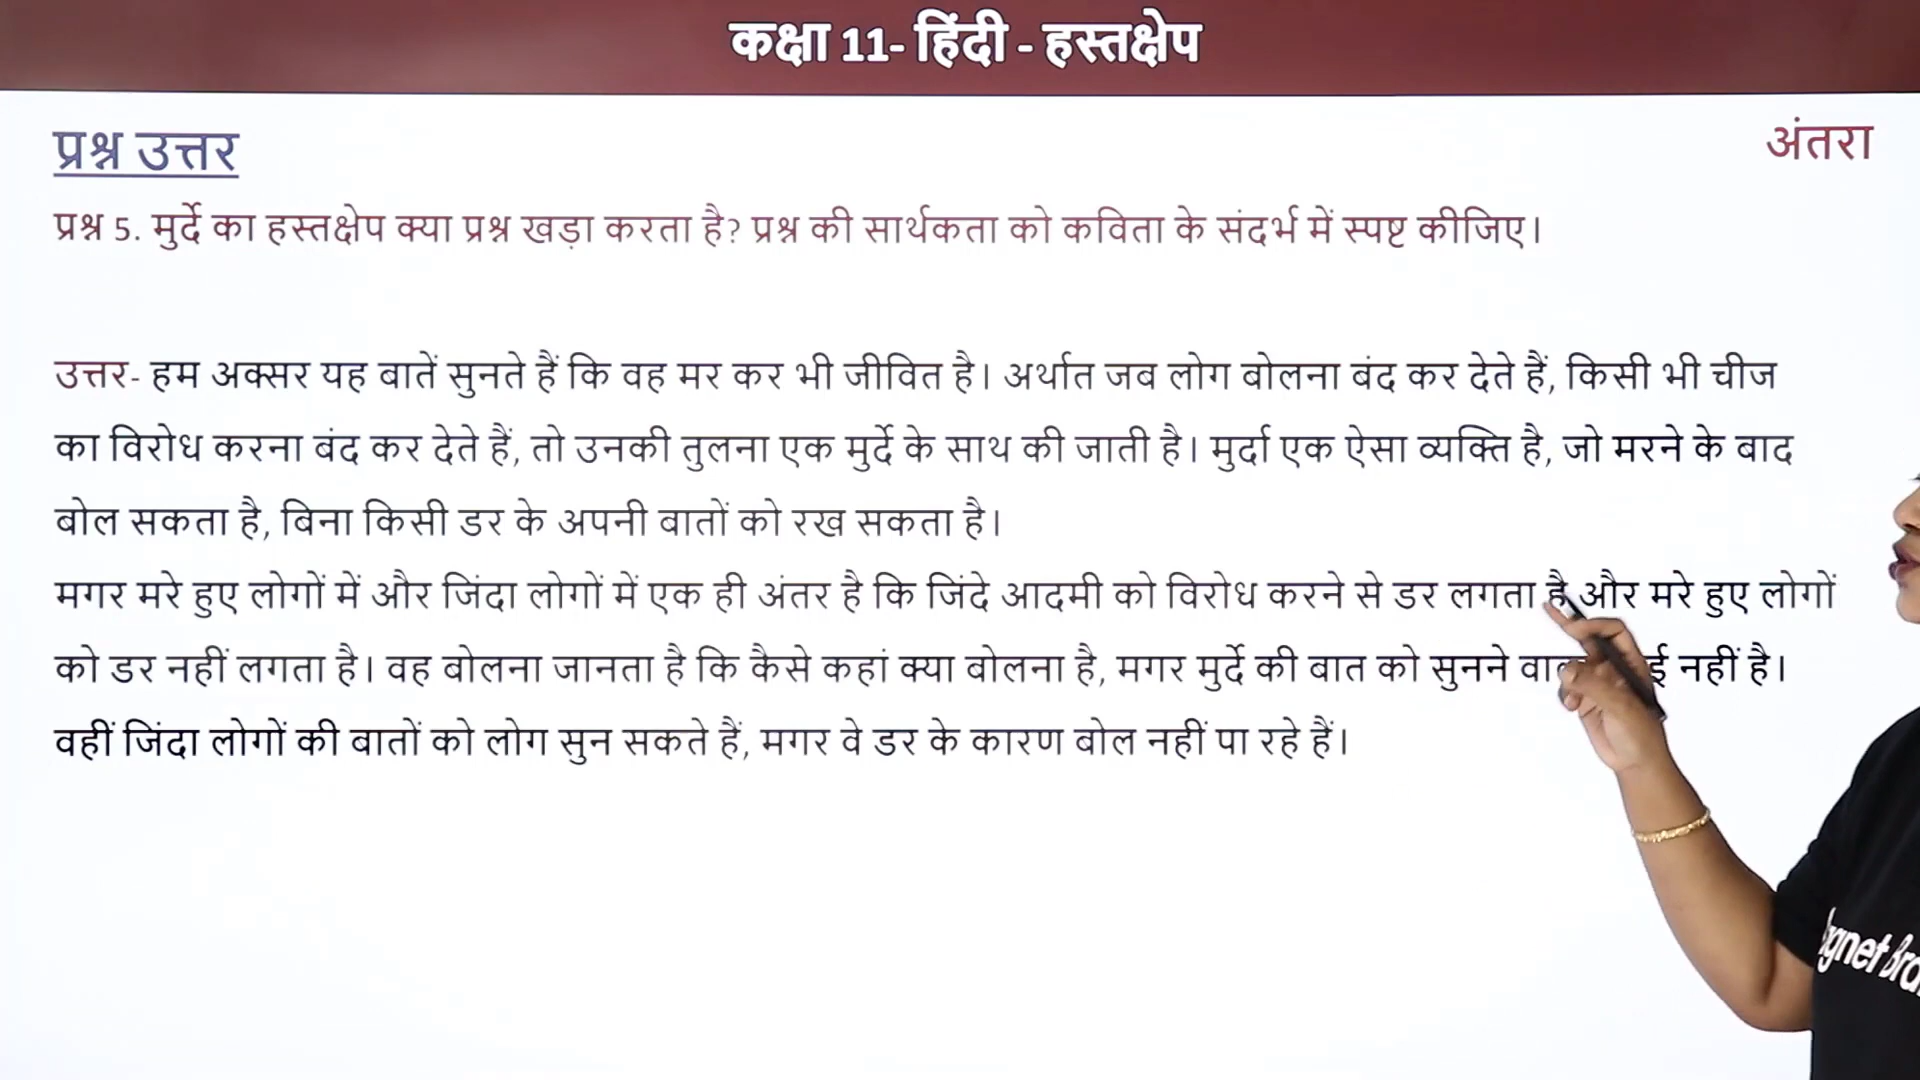 कक्षा 11- हिंदी - हस्तक्षेप
प्रश्न उत्तर
अंतरा
प्रश्न 5. मुर्दे का हस्तक्षेप क्या प्रश्न खड़ा करता है? प्रश्न की सार्थकता को कविता के संदर्भ में स्पष्ट कीजिए।
उत्तर- हम अक्सर यह बातें सुनते हैं कि वह मर कर भी जीवित है। अर्थात जब लोग बोलना बंद कर देते हैं, किसी भी चीज
का विरोध करना बंद कर देते हैं, तो उनकी तुलना एक मुर्दे के साथ की जाती है। मुर्दा एक ऐसा व्यक्ति है, जो मरने के बाद
बोल सकता है, बिना किसी डर के अपनी बातों को रख सकता है।
मगर मरे हुए लोगों में और जिंदा लोगों में एक ही अंतर है कि जिंदे आदमी को विरोध करने से डर लगता है और मरे हुए लोगों
को डर नहीं लगता है। वह बोलना जानता है कि कैसे कहां क्या बोलना है, मगर मुर्दे की बात को सुनने नहीं है।
वहीं जिंदा लोगों की बातों को लोग सुन सकते हैं, मगर वे डर के कारण बोल नहीं पा रहे हैं।